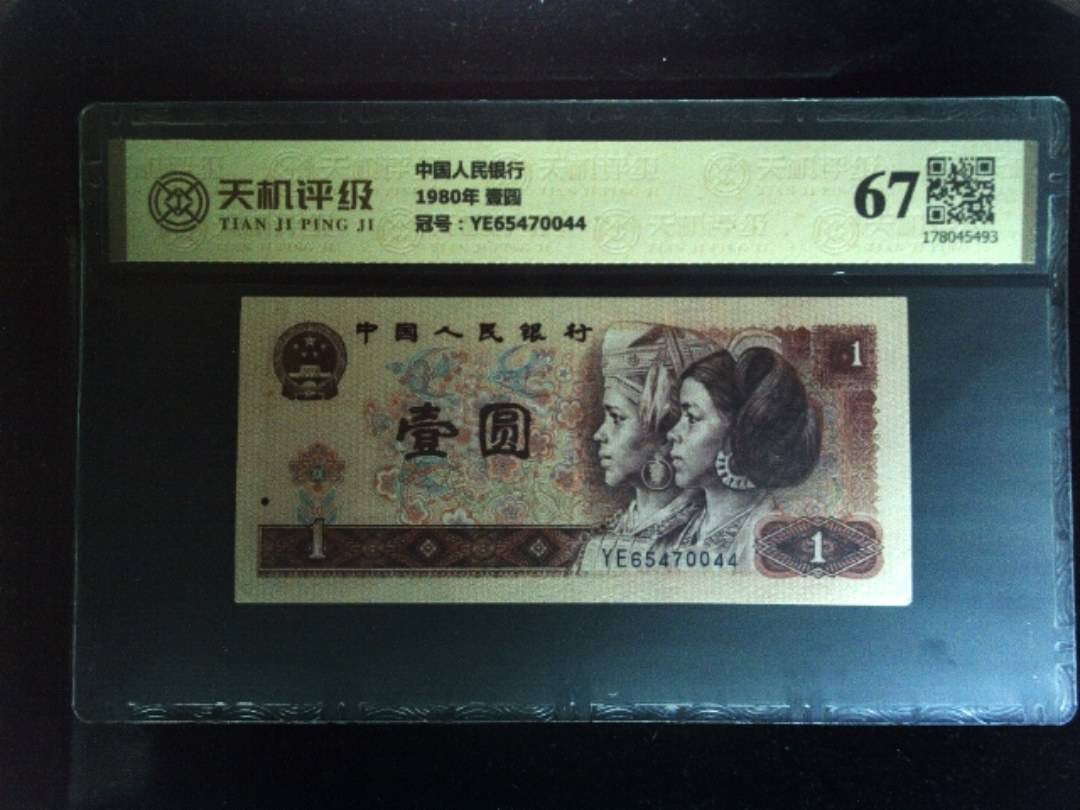 天机评级
TIAN JI PING JI
中国人民银行
1980年 壹圆
冠号：YE65470044
67
178045493
中国人民银行
1
壹圆
1
YE65470044
1